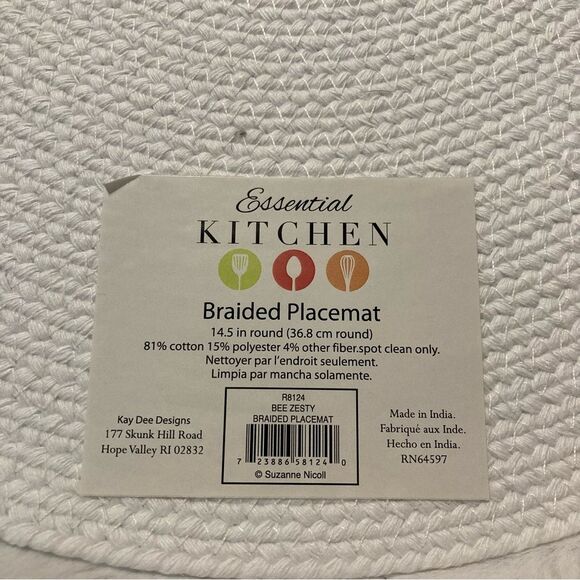 Essential
KITCHEN
Braided Placemat
14.5 in round (36.8 cm round)
81% cotton 15% polyester 4% other fiber.spot clean only.
Nettoyer par l'endroit seulement.
Limpia par mancha solamente.
Kay Dee Designs
177 Skunk Hill Road
Hope Valley RI 02832
R8124
BEE ZESTY
BRAIDED PLACEMAT
7 23886 58124 0
© Suzanne Nicoll
Made in India.
Fabriqué aux Inde.
Hecho en India.
RN64597